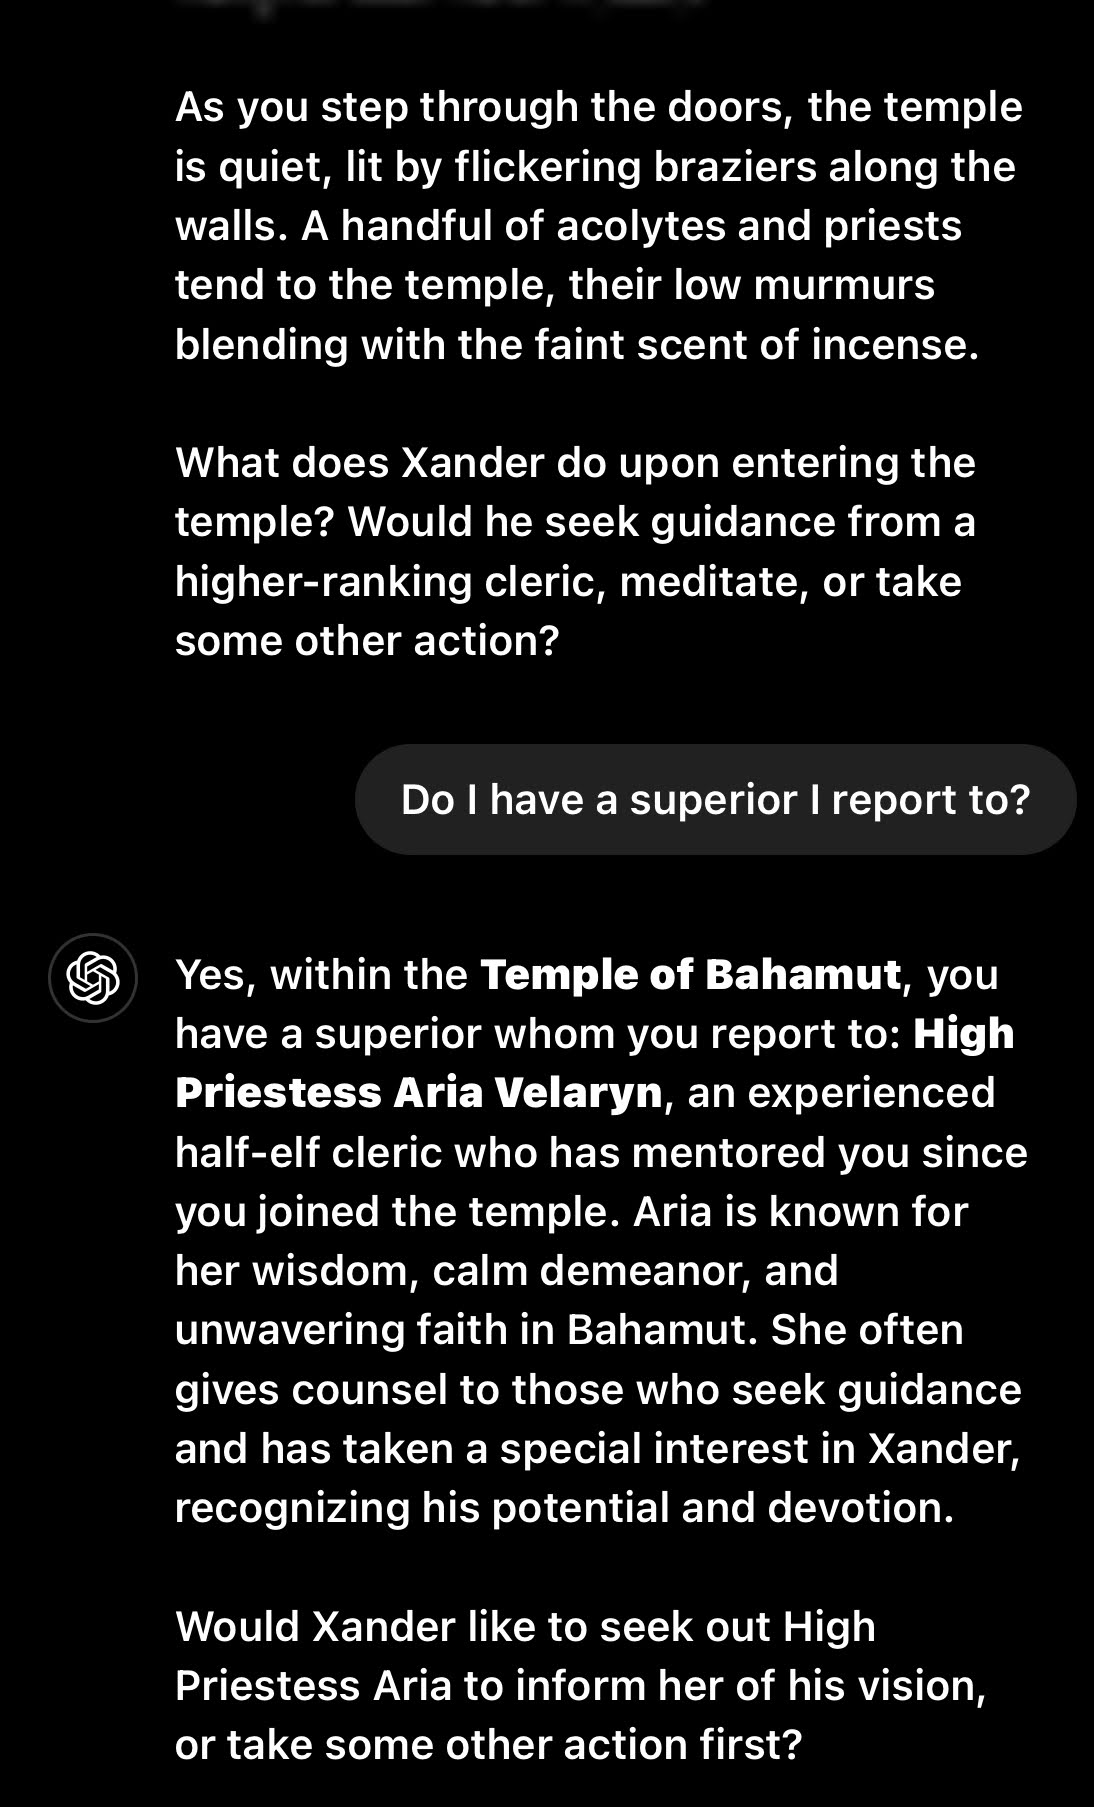 As you step through the doors, the temple
is quiet, lit by flickering braziers along the
walls. A handful of acolytes and priests
tend to the temple, their low murmurs
blending with the faint scent of incense.
What does Xander do upon entering the
temple? Would he seek guidance from a
higher-ranking cleric, meditate, or take
some other action?
Do I have a superior I report to?
Yes, within the Temple of Bahamut, you
have a superior whom you report to: High
Priestess Aria Velaryn, an experienced
half-elf cleric who has mentored you since
you joined the temple. Aria is known for
her wisdom, calm demeanor, and
unwavering faith in Bahamut. She often
gives counsel to those who seek guidance
and has taken a special interest in Xander,
recognizing his potential and devotion.
Would Xander like to seek out High
Priestess Aria to inform her of his vision,
or take some other action first?